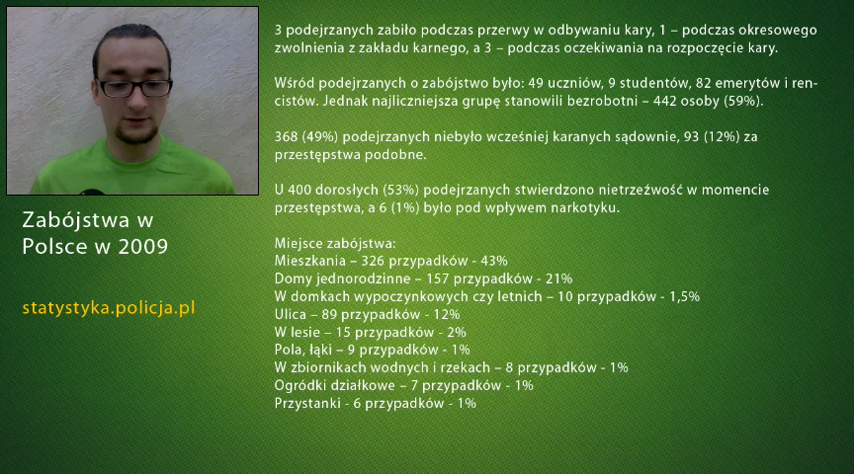 3 podejrzanych zabiło podczas przerwy w odbywaniu kary, 1 – podczas okresowego
zwolnienia z zakładu karnego, a 3 – podczas oczekiwania na rozpoczęcie kary.
Wśród podejrzanych o zabójstwo było: 49 uczniów, 9 studentów, 82 emerytów i ren-
cistów. Jednak najliczniejsza grupę stanowili bezrobotni – 442 osoby (59%).
368 (49%) podejrzanych niebyło wcześniej karanych sądownie, 93 (12%) za
przestępstwa podobne.
U 400 dorosłych (53%) podejrzanych stwierdzono nietrzeźwość w momencie
przestępstwa, a 6 (1%) było pod wpływem narkotyku.
Miejsce zabójstwa:
Mieszkania – 326 przypadków - 43%
Domy jednorodzinne – 157 przypadków - 21%
W domkach wypoczynkowych czy letnich – 10 przypadków - 1,5%
Ulica – 89 przypadków - 12%
W lesie – 15 przypadków - 2%
Pola, łąki – 9 przypadków - 1%
W zbiornikach wodnych i rzekach – 8 przypadków - 1%
Ogródki działkowe – 7 przypadków - 1%
Przystanki - 6 przypadków - 1%
Zabójstwa w
Polsce w 2009
statystyka.policja.pl